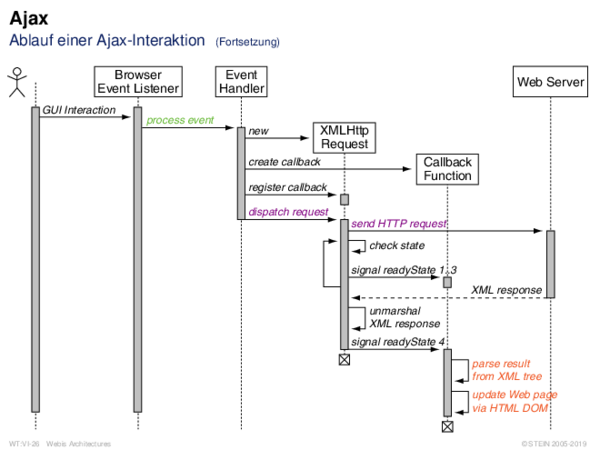 Ajax
Ablauf einer Ajax-Interaktion (Fortsetzung)
Browser
Event Listener
Event
Handler
Web Server
GUI Interaction
process event
new
XMLHttp
Request
create callback
Callback
Function
register callback
dispatch request
send HTTP request
check state
signal readyState 1..3
XML response
unmarshal
XML response
signal readyState 4
parse result
from XML tree
update Web page
via HTML DOM
WT:VI-26 Webis Architectures
© STEIN 2005-2019